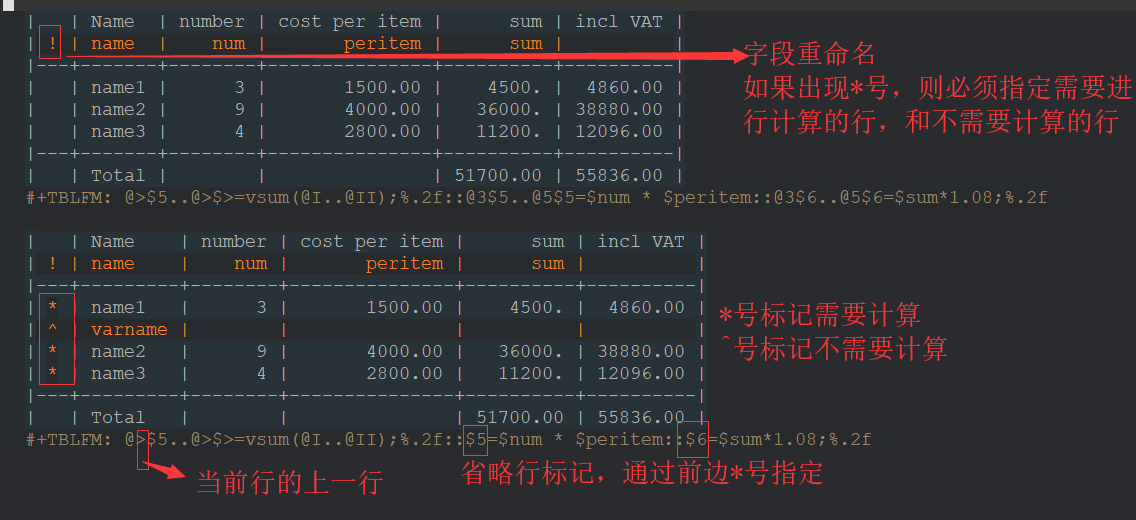 |   | Name   | number | cost per item |      sum | incl VAT |
| ! | name   |    num |       peritem |      sum |          |
|---+--------+--------+---------------+----------+----------|
|   | name1  |      3 |       1500.00 |    4500. |  4860.00 |
|   | name2  |      9 |       4000.00 |   36000. | 38880.00 |
|   | name3  |      4 |       2800.00 |   11200. | 12096.00 |
|---+--------+--------+---------------+----------+----------|
|   | Total  |        |               | 51700.00 | 55836.00 |
#+TBLFM: @>$5..@>$>=vsum(@I..@II);%.2f::@3$5..@5$5=$num * $peritem::@3$6..@5$6=$sum*1.08;%.2f
字段重命名
如果出现*号，则必须指定需要进
行计算的行，和不需要计算的行
|   | Name    | number | cost per item |      sum | incl VAT |
| ! | name    |    num |       peritem |      sum |          |
|---+---------+--------+---------------+----------+----------|
| * | name1   |      3 |       1500.00 |    4500. |  4860.00 |
| ^ | varname |        |               |          |          |
| * | name2   |      9 |       4000.00 |   36000. | 38880.00 |
| * | name3   |      4 |       2800.00 |   11200. | 12096.00 |
|---+---------+--------+---------------+----------+----------|
|   | Total   |        |               | 51700.00 | 55836.00 |
#+TBLFM: @>$5..@>$>=vsum(@I..@II);%.2f::$5=$num * $peritem::$6=$sum*1.08;%.2f
*号标记需要计算
^号标记不需要计算
当前行的上一行
省略行标记，通过前边*号指定